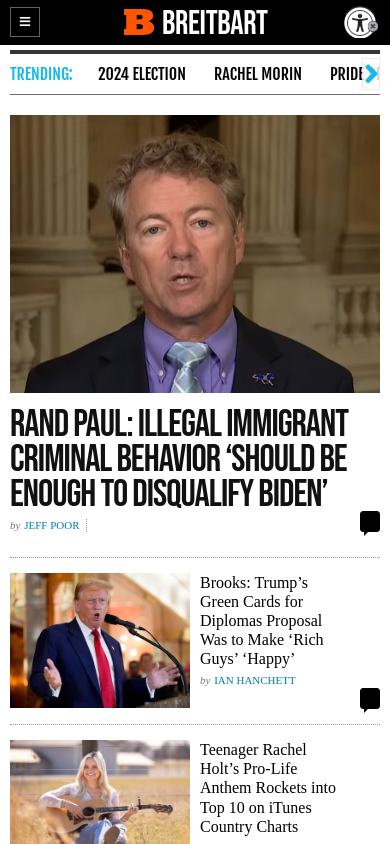 BREITBART
TRENDING: 2024 ELECTION RACHEL MORIN PRIDE
RAND PAUL: ILLEGAL IMMIGRANT
CRIMINAL BEHAVIOR ‘SHOULD BE
ENOUGH TO DISQUALIFY BIDEN’
by JEFF POOR
Brooks: Trump’s
Green Cards for
Diplomas Proposal
Was to Make ‘Rich
Guys’ ‘Happy’
by IAN HANCHETT
Teenager Rachel
Holt’s Pro-Life
Anthem Rockets into
Top 10 on iTunes
Country Charts